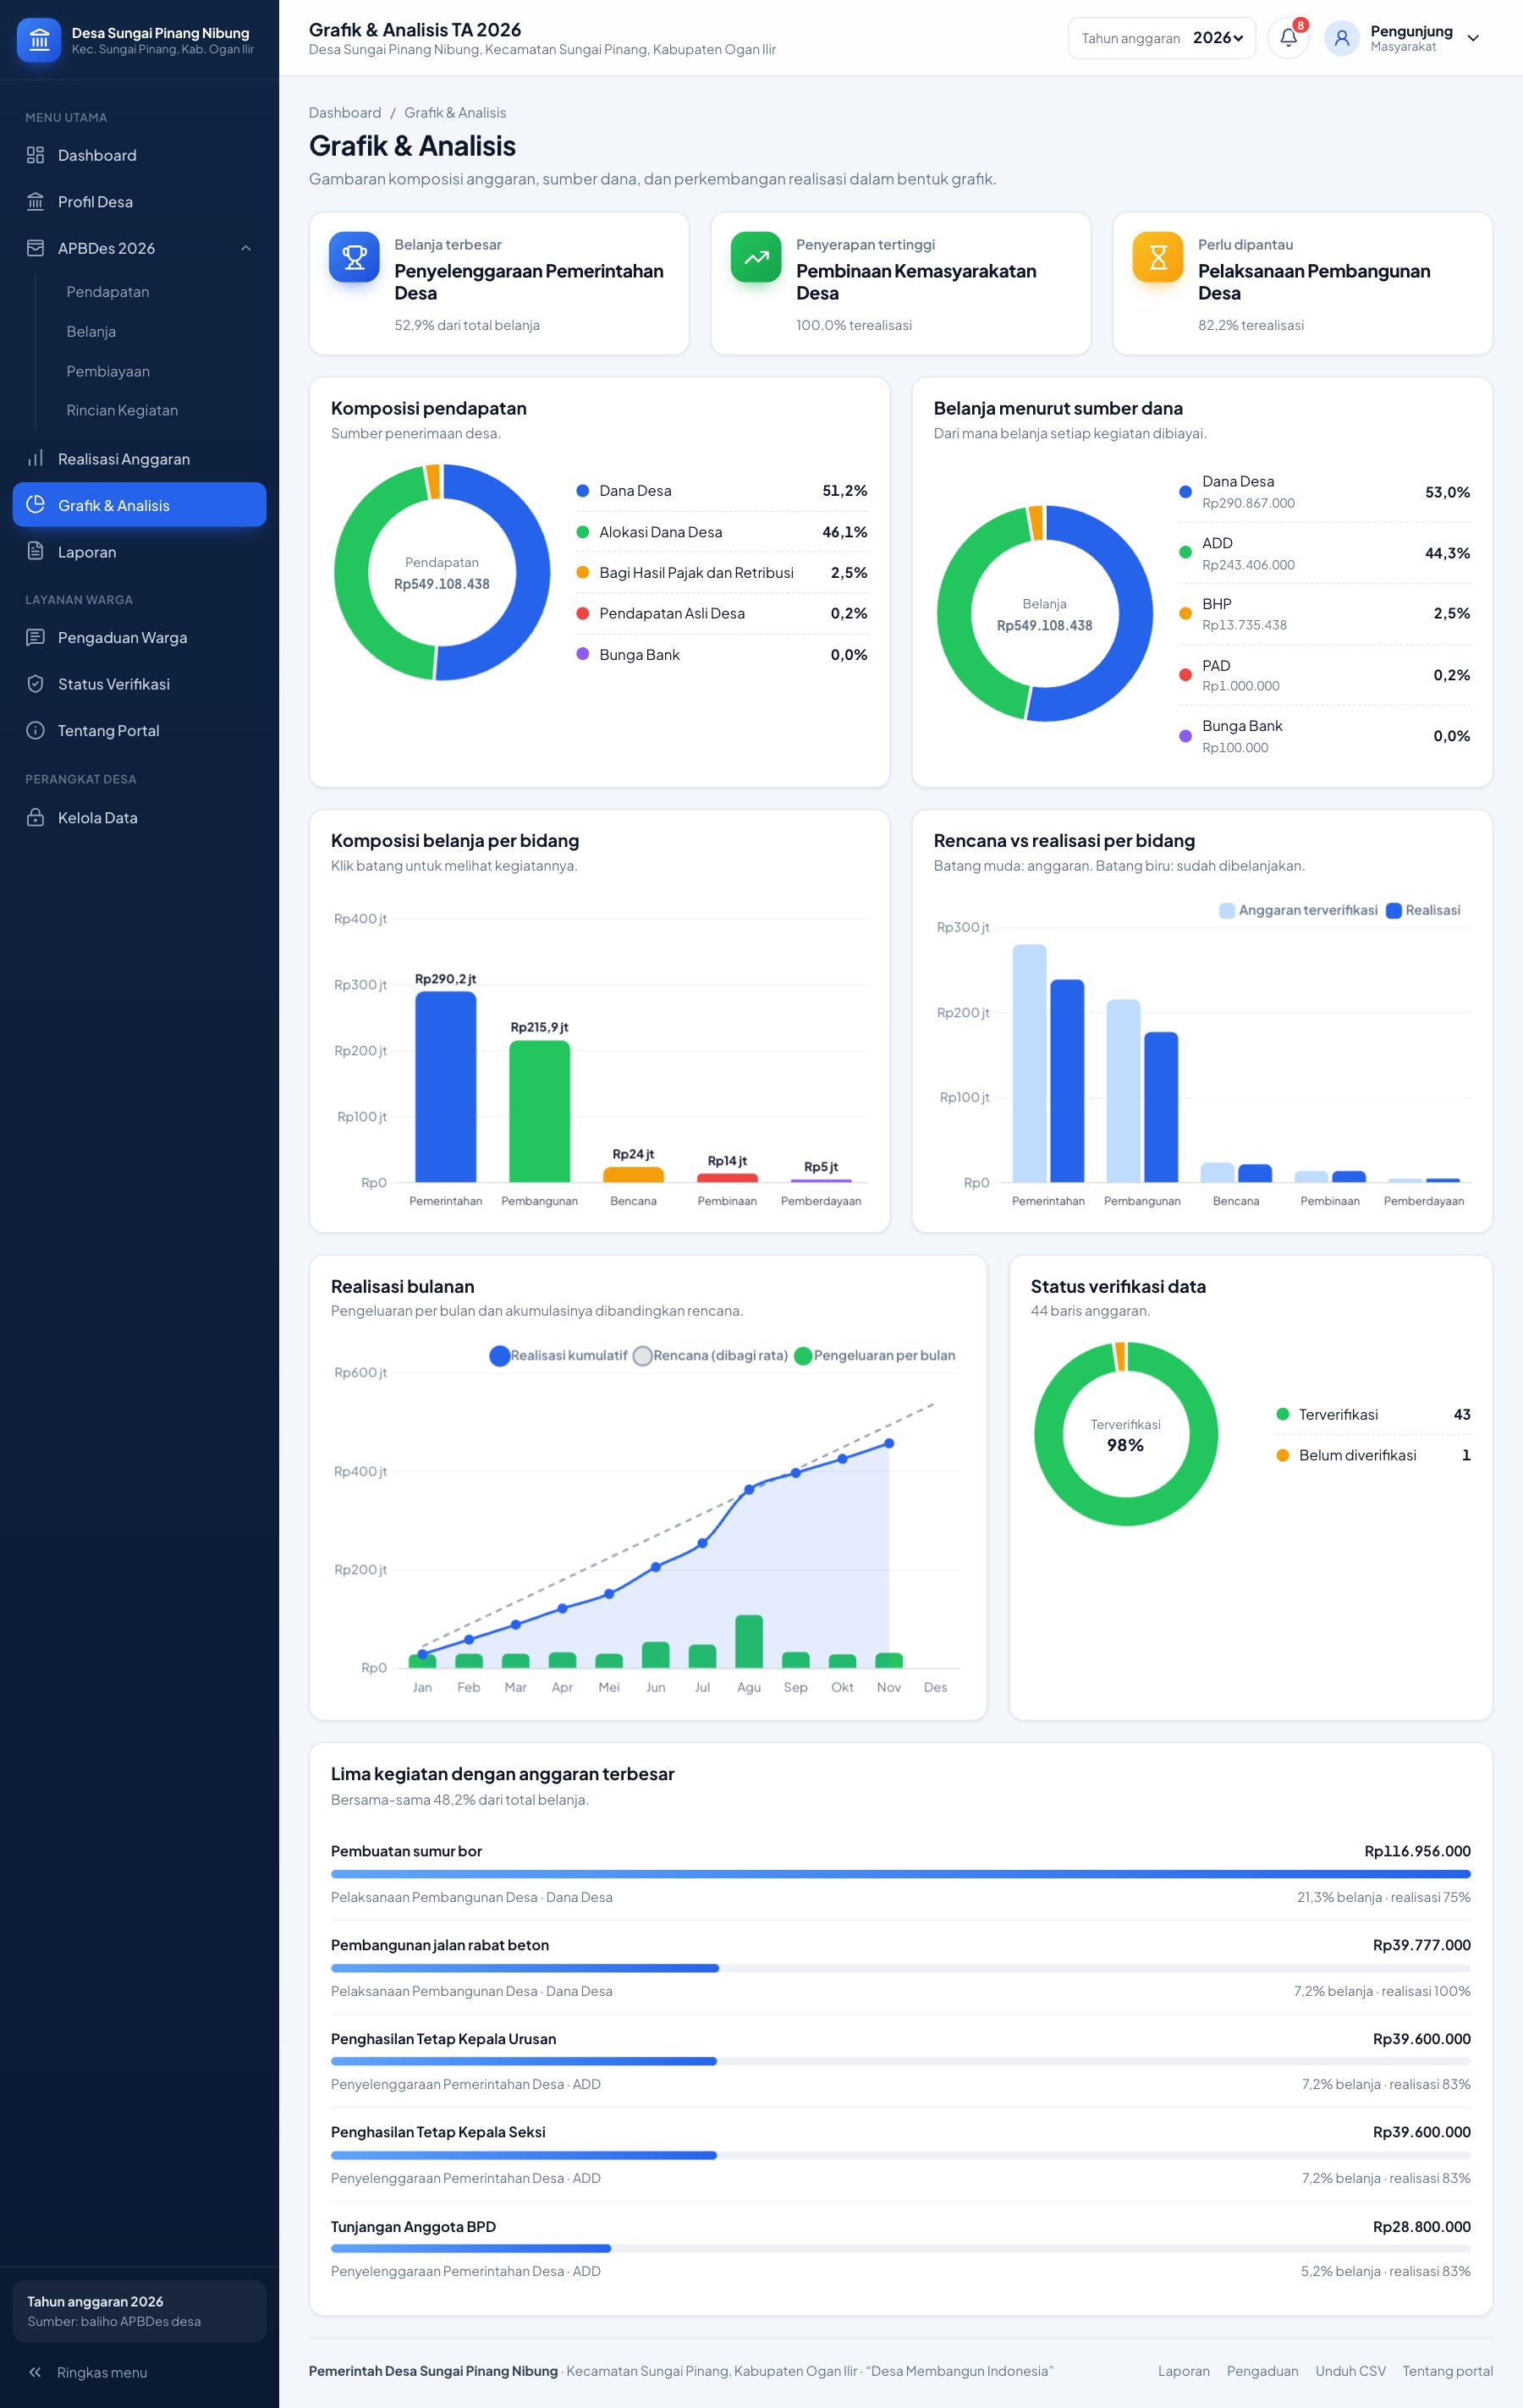 Desa Sungai Pinang Nibung
Kec. Sungai Pinang, Kab. Ogan Ilir
MENU UTAMA
Dashboard
Profil Desa
APBDes 2026
Pendapatan
Belanja
Pembiayaan
Rincian Kegiatan
Realisasi Anggaran
Grafik & Analisis
Laporan
LAYANAN WARGA
Pengaduan Warga
Status Verifikasi
Tentang Portal
PERANGKAT DESA
Kelola Data
Tahun anggaran 2026
Sumber: baliho APBDes desa
Ringkas menu
Grafik & Analisis TA 2026
Desa Sungai Pinang Nibung, Kecamatan Sungai Pinang, Kabupaten Ogan Ilir
Tahun anggaran 2026
8
Pengunjung
Masyarakat
Dashboard / Grafik & Analisis
Grafik & Analisis
Gambaran komposisi anggaran, sumber dana, dan perkembangan realisasi dalam bentuk grafik.
Belanja terbesar
Penyelenggaraan Pemerintahan
Desa
52,9% dari total belanja
Penyerapan tertinggi
Pembinaan Kemasyarakatan
Desa
100,0% terealisasi
Perlu dipantau
Pelaksanaan Pembangunan
Desa
82,2% terealisasi
Komposisi pendapatan
Sumber penerimaan desa.
Pendapatan
Rp549.108.438
Dana Desa 51,2%
Alokasi Dana Desa 46,1%
Bagi Hasil Pajak dan Retribusi 2,5%
Pendapatan Asli Desa 0,2%
Bunga Bank 0,0%
Belanja menurut sumber dana
Dari mana belanja setiap kegiatan dibiayai.
Belanja
Rp549.108.438
Dana Desa
Rp290.867.000
53,0%
ADD
Rp243.406.000
44,3%
BHP
Rp13.735.438
2,5%
PAD
Rp1.000.000
0,2%
Bunga Bank
Rp100.000
0,0%
Komposisi belanja per bidang
Klik batang untuk melihat kegiatannya.
Rp400 jt
Rp300 jt
Rp200 jt
Rp100 jt
Rp0
Rp290,2 jt
Rp215,9 jt
Rp24 jt
Rp14 jt
Rp5 jt
Pemerintahan Pembangunan Bencana Pembinaan Pemberdayaan
Rencana vs realisasi per bidang
Batang muda: anggaran. Batang biru: sudah dibelanjakan.
Anggaran terverifikasi Realisasi
Rp300 jt
Rp200 jt
Rp100 jt
Rp0
Pemerintahan Pembangunan Bencana Pembinaan Pemberdayaan
Realisasi bulanan
Pengeluaran per bulan dan akumulasinya dibandingkan rencana.
Realisasi kumulatif Rencana (dibagi rata) Pengeluaran per bulan
Rp600 jt
Rp400 jt
Rp200 jt
Rp0
Jan Feb Mar Apr Mei Jun Jul Agu Sep Okt Nov Des
Status verifikasi data
44 baris anggaran.
Terverifikasi
98%
Terverifikasi 43
Belum diverifikasi 1
Lima kegiatan dengan anggaran terbesar
Bersama-sama 48,2% dari total belanja.
Pembuatan sumur bor Rp116.956.000
Pelaksanaan Pembangunan Desa · Dana Desa 21,3% belanja · realisasi 75%
Pembangunan jalan rabat beton Rp39.777.000
Pelaksanaan Pembangunan Desa · Dana Desa 7,2% belanja · realisasi 100%
Penghasilan Tetap Kepala Urusan Rp39.600.000
Penyelenggaraan Pemerintahan Desa · ADD 7,2% belanja · realisasi 83%
Penghasilan Tetap Kepala Seksi Rp39.600.000
Penyelenggaraan Pemerintahan Desa · ADD 7,2% belanja · realisasi 83%
Tunjangan Anggota BPD Rp28.800.000
Penyelenggaraan Pemerintahan Desa · ADD 5,2% belanja · realisasi 83%
Pemerintah Desa Sungai Pinang Nibung · Kecamatan Sungai Pinang, Kabupaten Ogan Ilir · “Desa Membangun Indonesia”
Laporan Pengaduan Unduh CSV Tentang portal